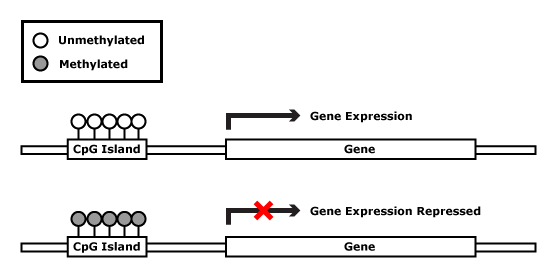 Unmethylated
Methylated
Gene Expression
CpG Island
Gene
Gene Expression Repressed
CpG Island
Gene